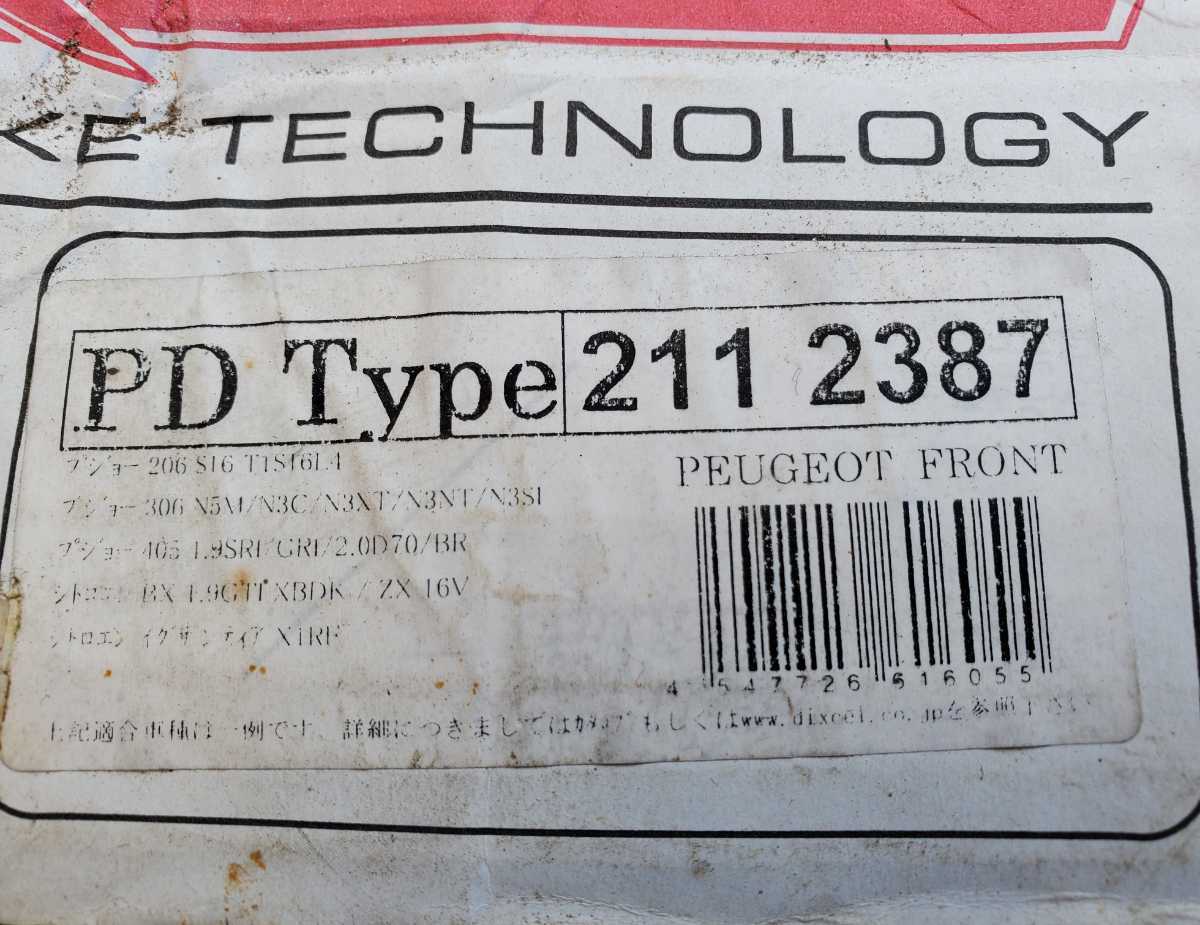 KE TECHNOLOGY
PD Type 211 2387
プジョー 206 S16 T1S16L4
PEUGEOT FRONT
プジョー 306 N5M/N3C/N3XT/N3NT/N3SI
プジョー 405 1.9SRI/GRI/2.0D70/BR
シトロエン BX 1.9GTI XBDK / ZX 16V
シトロエン イグザンティア X1RF
4 547726 616055
上記適合車種は一例です。詳細につきましてはｶﾀﾛｸﾞもしくはwww.dixcel.co.jpを参照下さい